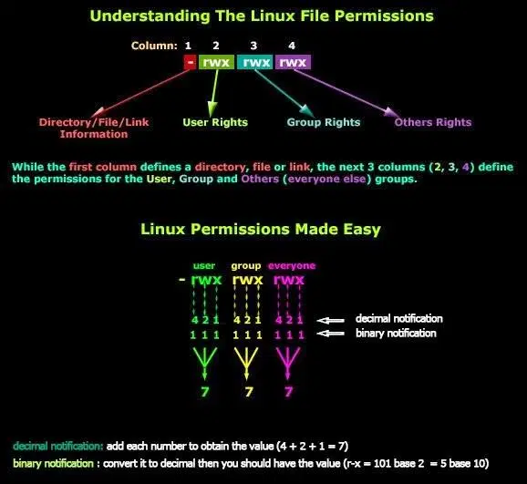 Understanding The Linux File Permissions
Column: 1 2 3 4
- rwx rwx rwx
Directory/File/Link User Rights Group Rights Others Rights
Information
While the first column defines a directory, file or link, the next 3 columns (2, 3, 4) define
the permissions for the User, Group and Others (everyone else) groups.
Linux Permissions Made Easy
user group everyone
- rwx rwx rwx
4 2 1 4 2 1 4 2 1 decimal notification
1 1 1 1 1 1 1 1 1 binary notification
7 7 7
decimal notification: add each number to obtain the value (4 + 2 + 1 = 7)
binary notification : convert it to decimal then you should have the value (r-x = 101 base 2 = 5 base 10)